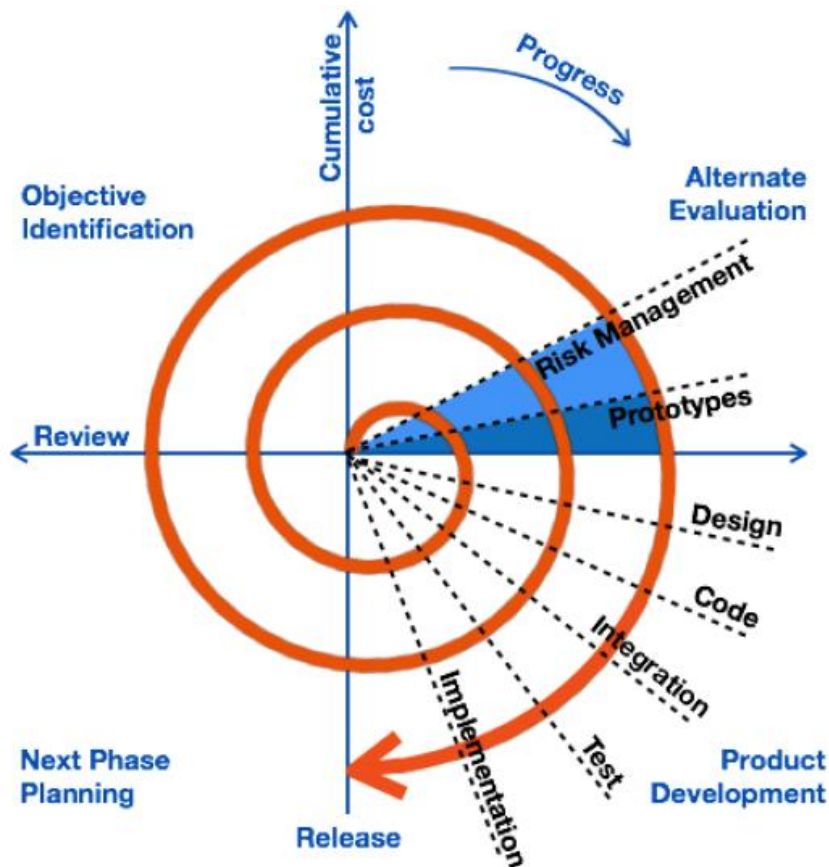 Cumulative
cost
Progress
Objective
Identification
Alternate
Evaluation
Risk Management
Prototypes
Review
Design
Code
Integration
Test
Implementation
Next Phase
Planning
Product
Development
Release